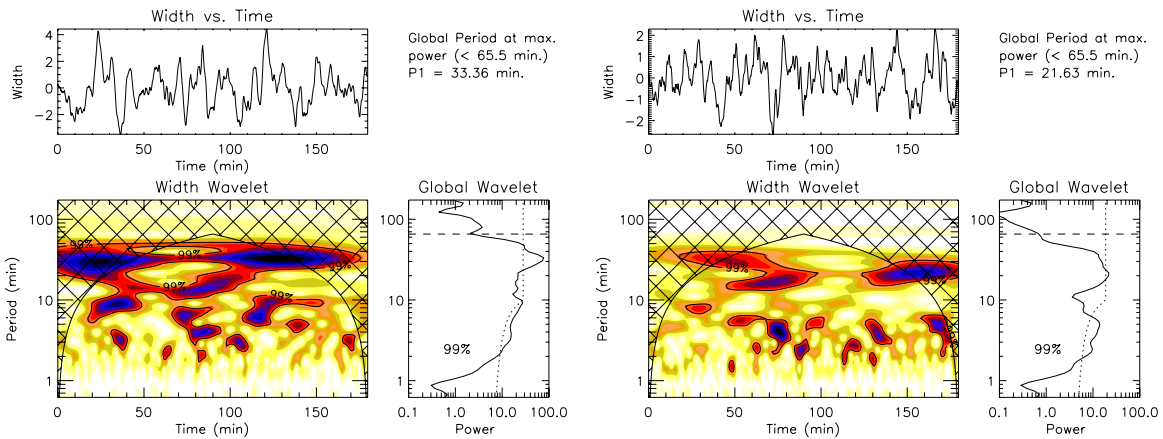 Width vs. Time
4
2
0
−2
Width
0 50 100 150
Time (min)
Global Period at max.
power (< 65.5 min.)
P1 = 33.36 min.
Width Wavelet
100
10
1
Period (min)
99%
99%
99%
99%
99%
0 50 100 150
Time (min)
Global Wavelet
99%
0.1 1.0 10.0 100.0
Power
Width vs. Time
2
1
0
−1
−2
Width
0 50 100 150
Time (min)
Global Period at max.
power (< 65.5 min.)
P1 = 21.63 min.
Width Wavelet
100
10
1
Period (min)
99%
99%
99%
99%
0 50 100 150
Time (min)
Global Wavelet
99%
0.1 1.0 10.0 100.0
Power